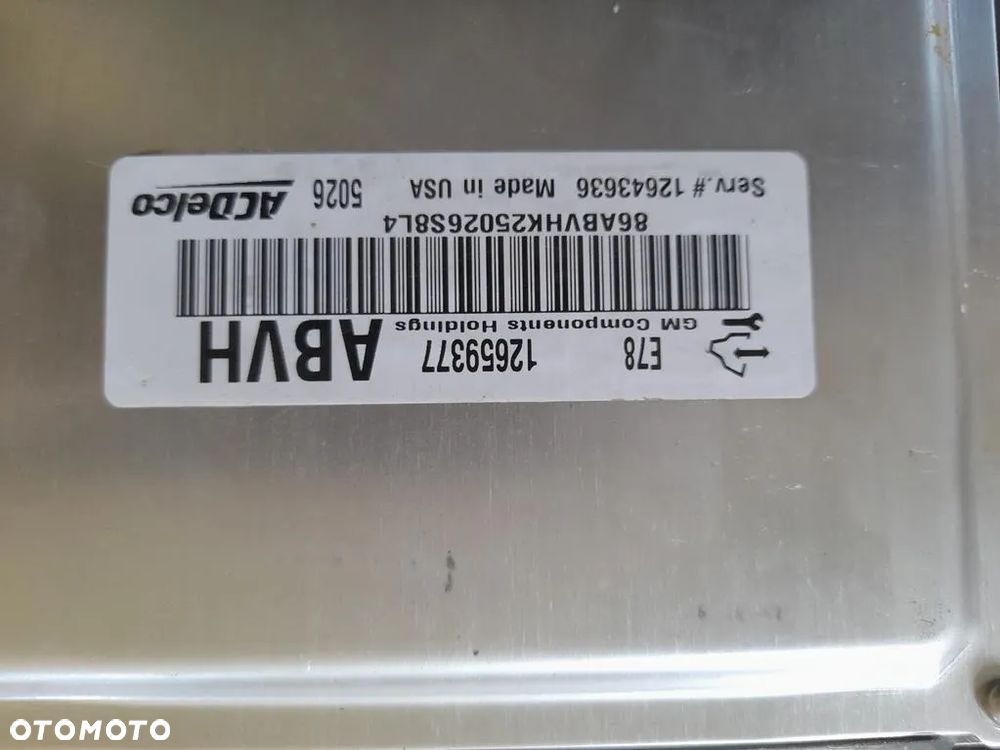 E78 12659377 ABVH
GM Components Holdings
86ABVHK25026S8L4
Serv.# 12643636 Made in USA 5026 ACDelco
OTOMOTO